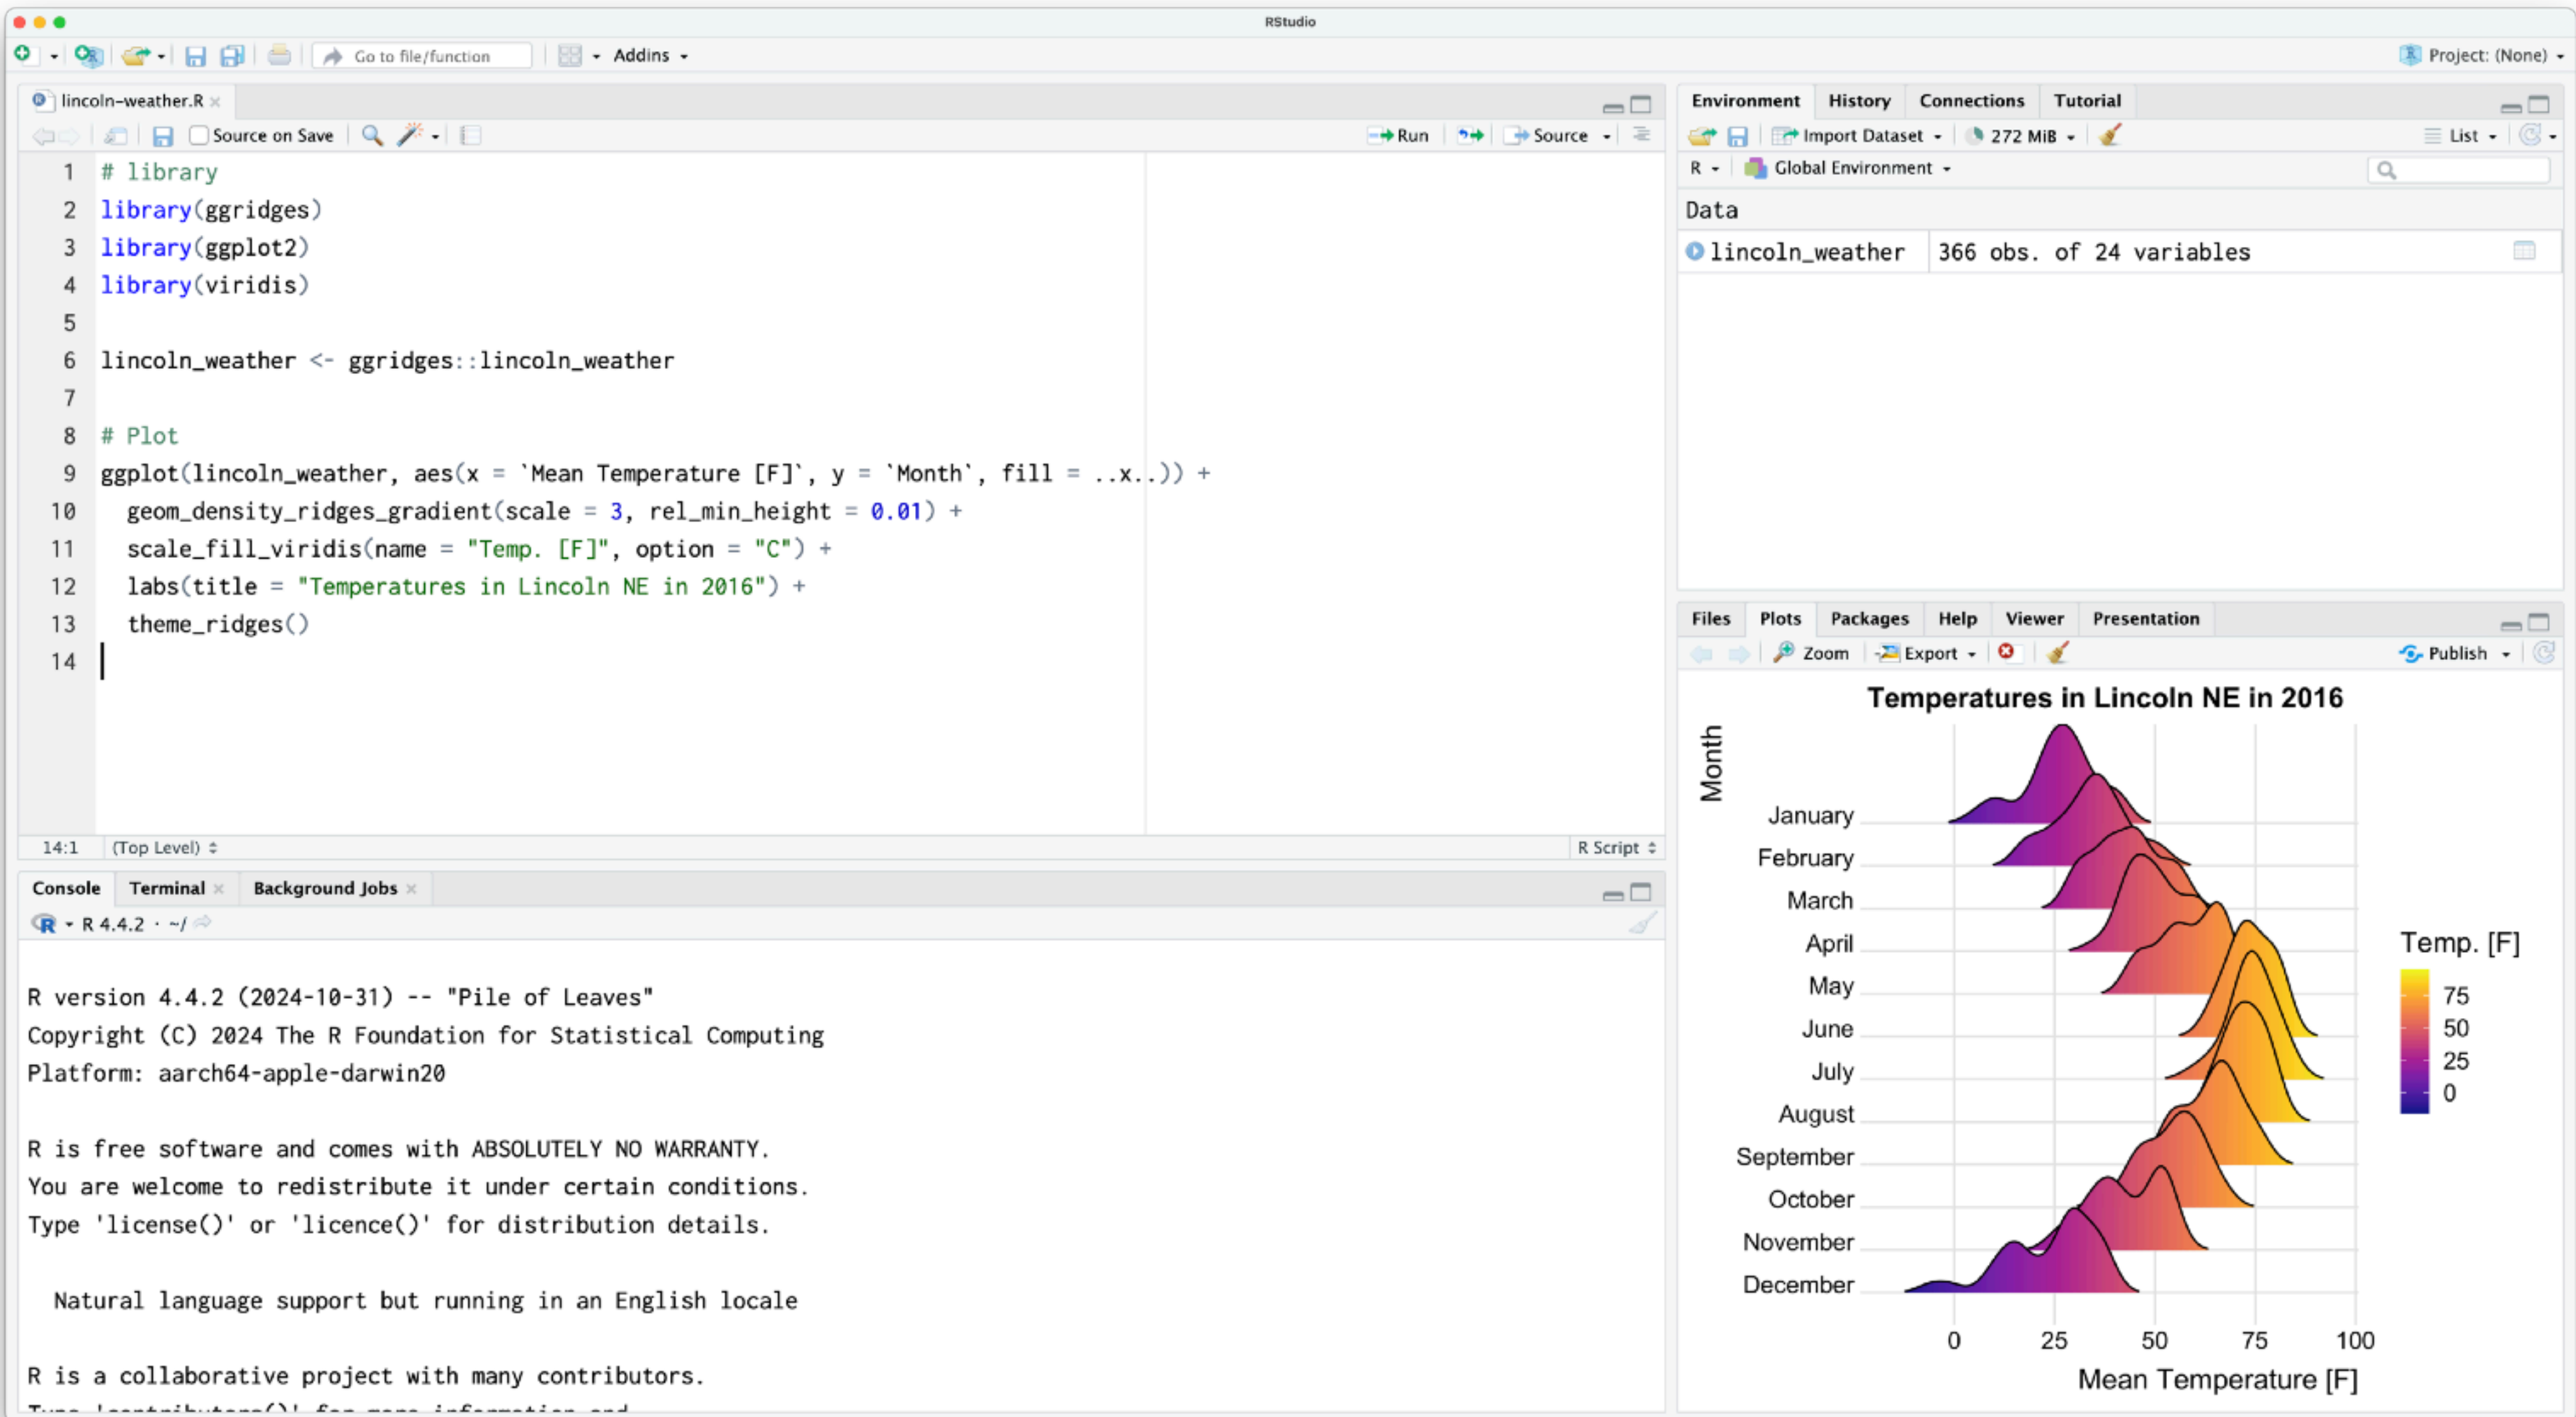 RStudio
Go to file/function
Addins
Project: (None)
lincoln-weather.R
Source on Save
Run
Source
1 # library
2 library(ggridges)
3 library(ggplot2)
4 library(viridis)
5
6 lincoln_weather <- ggridges::lincoln_weather
7
8 # Plot
9 ggplot(lincoln_weather, aes(x = `Mean Temperature [F]`, y = `Month`, fill = ..x..)) +
10   geom_density_ridges_gradient(scale = 3, rel_min_height = 0.01) +
11   scale_fill_viridis(name = "Temp. [F]", option = "C") +
12   labs(title = "Temperatures in Lincoln NE in 2016") +
13   theme_ridges()
14
14:1 (Top Level)
R Script
Console Terminal Background Jobs
R 4.4.2 · ~/
R version 4.4.2 (2024-10-31) -- "Pile of Leaves"
Copyright (C) 2024 The R Foundation for Statistical Computing
Platform: aarch64-apple-darwin20
R is free software and comes with ABSOLUTELY NO WARRANTY.
You are welcome to redistribute it under certain conditions.
Type 'license()' or 'licence()' for distribution details.
  Natural language support but running in an English locale
R is a collaborative project with many contributors.
Type 'contributors()' for more information and
Environment History Connections Tutorial
Import Dataset
272 MiB
List
R
Global Environment
Data
lincoln_weather 366 obs. of 24 variables
Files Plots Packages Help Viewer Presentation
Zoom
Export
Publish
Temperatures in Lincoln NE in 2016
Month
January
February
March
April
May
June
July
August
September
October
November
December
0 25 50 75 100
Mean Temperature [F]
Temp. [F]
75
50
25
0